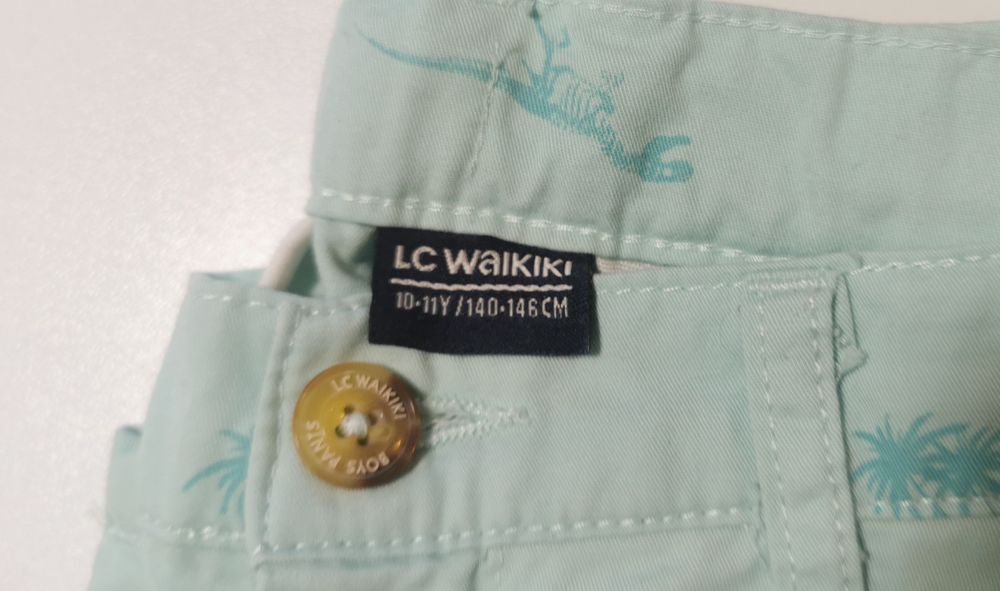 LC WAIKIKI
10-11Y/140-146CM
LC WAIKIKI
BOYS PANTS